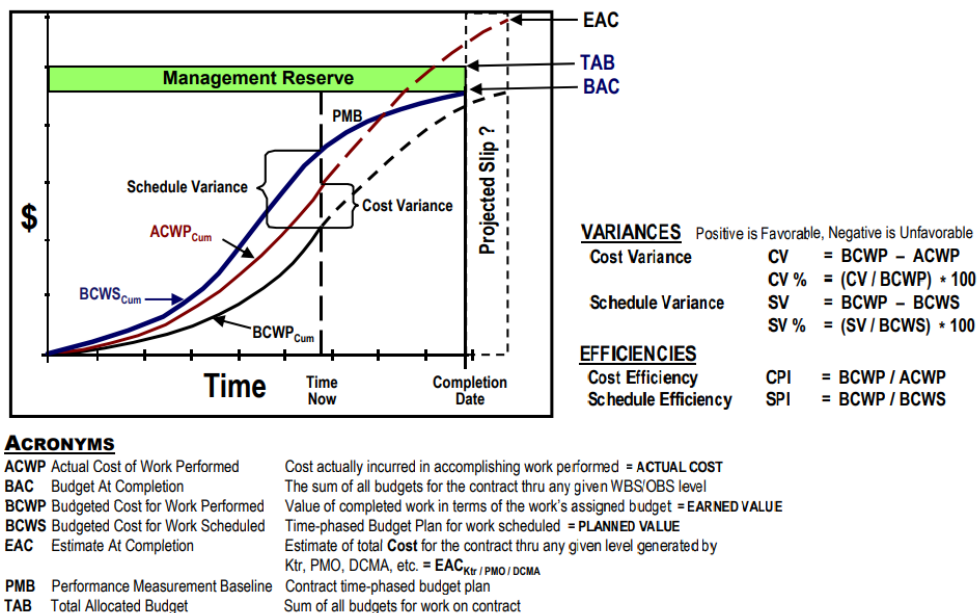 EAC
TAB
Management Reserve
BAC
PMB
Schedule Variance
Cost Variance
$
ACWPCum
BCWSCum
BCWPCum
Projected Slip ?
Time
Time
Now
Completion
Date
VARIANCES Positive is Favorable, Negative is Unfavorable
Cost Variance CV = BCWP – ACWP
CV % = (CV / BCWP) * 100
Schedule Variance SV = BCWP – BCWS
SV % = (SV / BCWS) * 100
EFFICIENCIES
Cost Efficiency CPI = BCWP / ACWP
Schedule Efficiency SPI = BCWP / BCWS
ACRONYMS
ACWP Actual Cost of Work Performed Cost actually incurred in accomplishing work performed = ACTUAL COST
BAC Budget At Completion The sum of all budgets for the contract thru any given WBS/OBS level
BCWP Budgeted Cost for Work Performed Value of completed work in terms of the work's assigned budget = EARNED VALUE
BCWS Budgeted Cost for Work Scheduled Time-phased Budget Plan for work scheduled = PLANNED VALUE
EAC Estimate At Completion Estimate of total Cost for the contract thru any given level generated by
Ktr, PMO, DCMA, etc. = EACKtr / PMO / DCMA
PMB Performance Measurement Baseline Contract time-phased budget plan
TAB Total Allocated Budget Sum of all budgets for work on contract